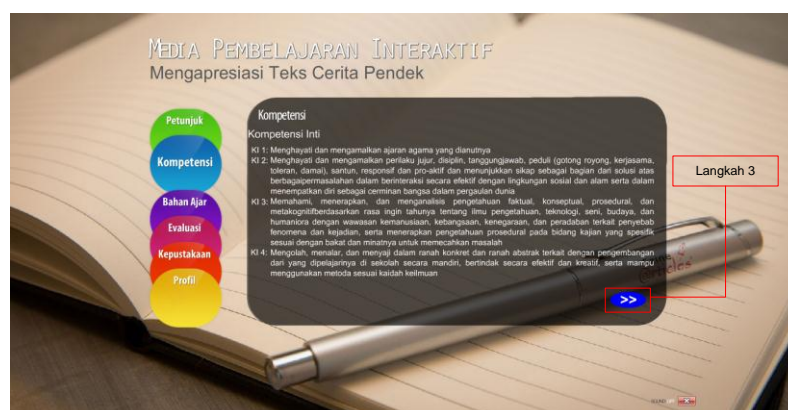 MEDIA PEMBELAJARAN INTERAKTIF
Mengapresiasi Teks Cerita Pendek
Petunjuk
Kompetensi
Bahan Ajar
Evaluasi
Kepustakaan
Profil
Kompetensi
Kompetensi Inti
KI 1: Menghayati dan mengamalkan ajaran agama yang dianutnya
KI 2: Menghayati dan mengamalkan perilaku jujur, disiplin, tanggungjawab, peduli (gotong royong, kerjasama,
toleran, damai), santun, responsif dan pro-aktif dan menunjukkan sikap sebagai bagian dari solusi atas
berbagaipermasalahan dalam berinteraksi secara efektif dengan lingkungan sosial dan alam serta dalam
menempatkan diri sebagai cerminan bangsa dalam pergaulan dunia
KI 3: Memahami, menerapkan, dan menganalisis pengetahuan faktual, konseptual, prosedural, dan
metakognitifberdasarkan rasa ingin tahunya tentang ilmu pengetahuan, teknologi, seni, budaya, dan
humaniora dengan wawasan kemanusiaan, kebangsaan, kenegaraan, dan peradaban terkait penyebab
fenomena dan kejadian, serta menerapkan pengetahuan prosedural pada bidang kajian yang spesifik
sesuai dengan bakat dan minatnya untuk memecahkan masalah
KI 4: Mengolah, menalar, dan menyaji dalam ranah konkret dan ranah abstrak terkait dengan pengembangan
dari yang dipelajarinya di sekolah secara mandiri, bertindak secara efektif dan kreatif, serta mampu
menggunakan metoda sesuai kaidah keilmuan
>>
Langkah 3